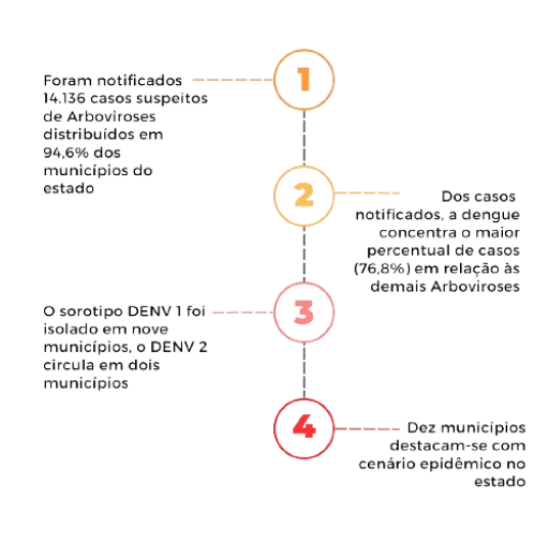 1
Foram notificados
14.136 casos suspeitos
de Arboviroses
distribuídos em
94,6% dos
municípios do
estado
2
Dos casos
notificados, a dengue
concentra o maior
percentual de casos
(76,8%) em relação às
demais Arboviroses
3
O sorotipo DENV 1 foi
isolado em nove
municípios, o DENV 2
circula em dois
municípios
4
Dez municípios
destacam-se com
cenário epidêmico no
estado